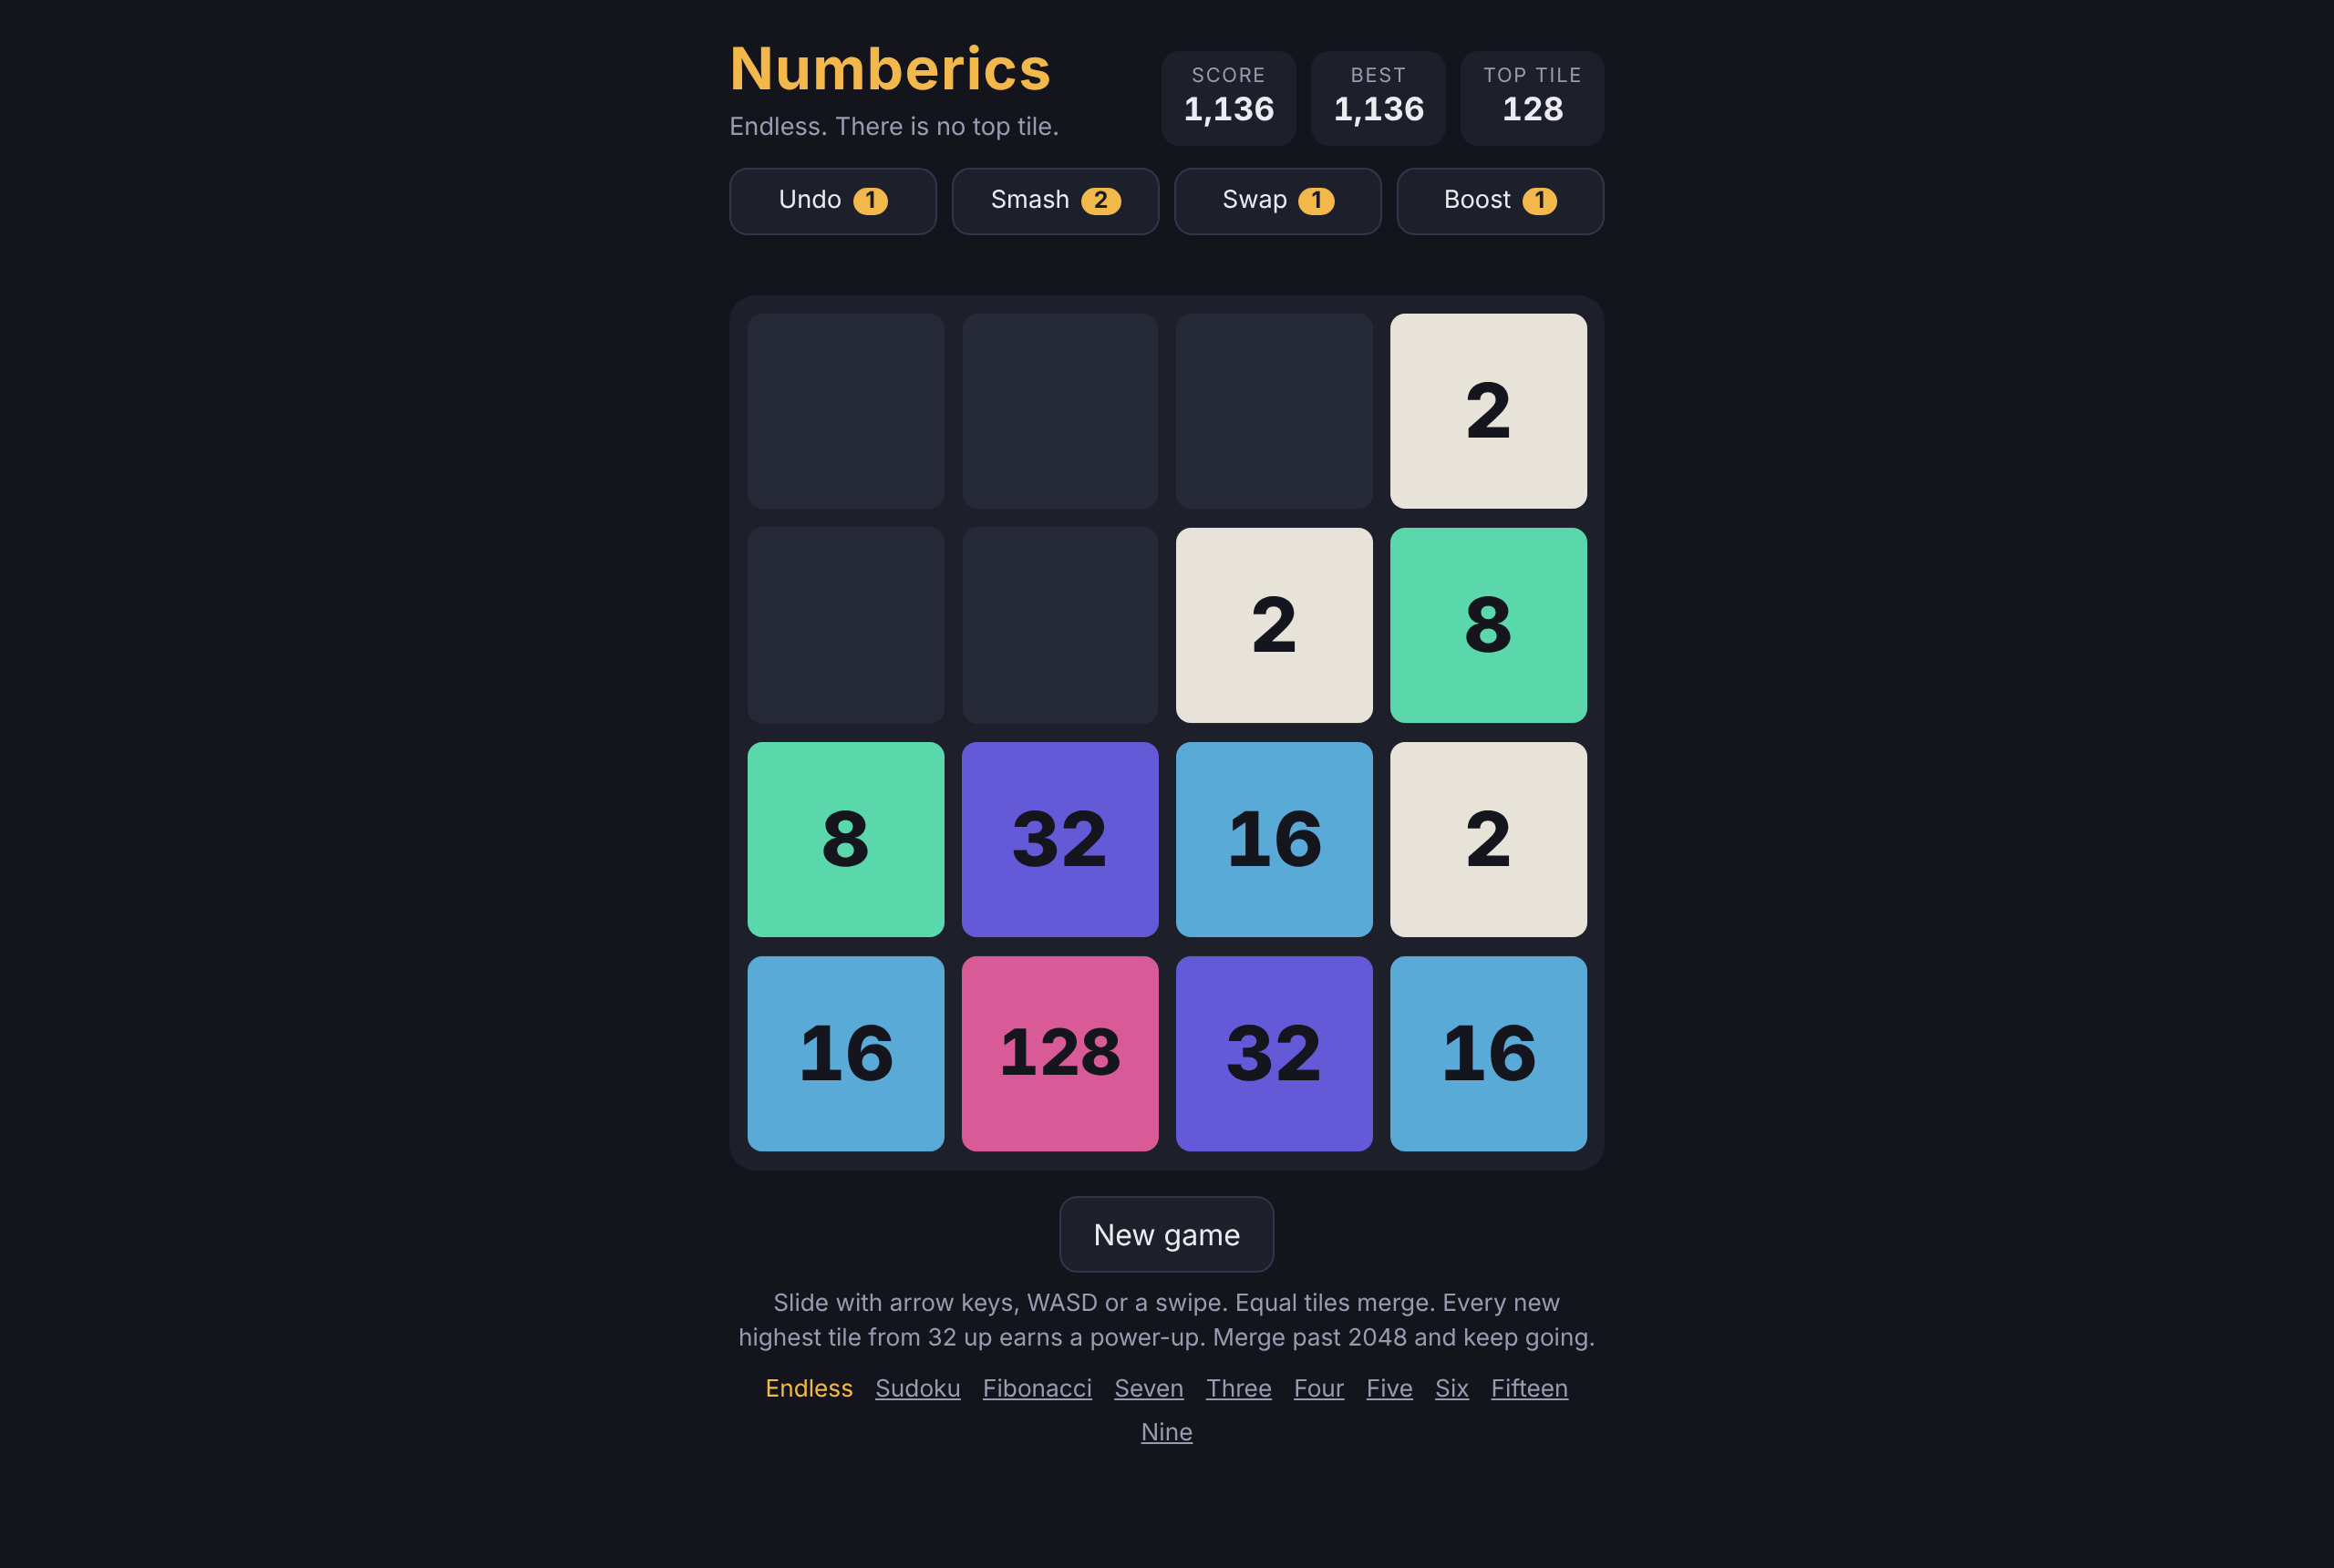 Numberics
Endless. There is no top tile.
SCORE
1,136
BEST
1,136
TOP TILE
128
Undo 1
Smash 2
Swap 1
Boost 1
2
2 8
8 32 16 2
16 128 32 16
New game
Slide with arrow keys, WASD or a swipe. Equal tiles merge. Every new
highest tile from 32 up earns a power-up. Merge past 2048 and keep going.
Endless Sudoku Fibonacci Seven Three Four Five Six Fifteen
Nine